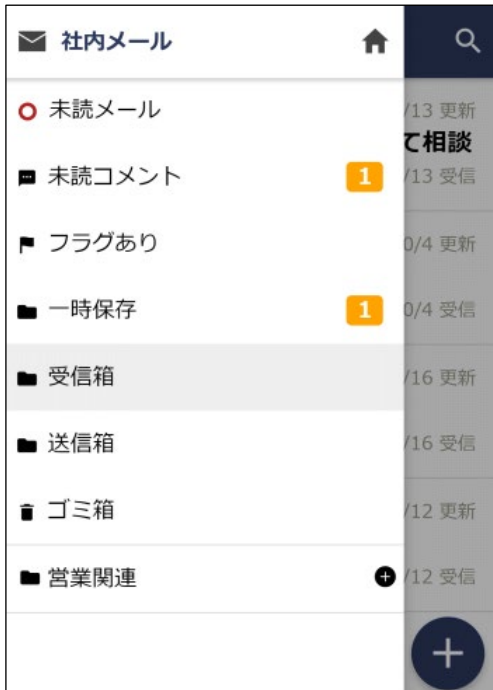 社内メール
未読メール
未読コメント 1
フラグあり
一時保存 1
受信箱
送信箱
ゴミ箱
営業関連
/13 更新
て相談
/13 受信
0/4 更新
0/4 受信
/16 更新
/16 受信
/12 更新
/12 受信